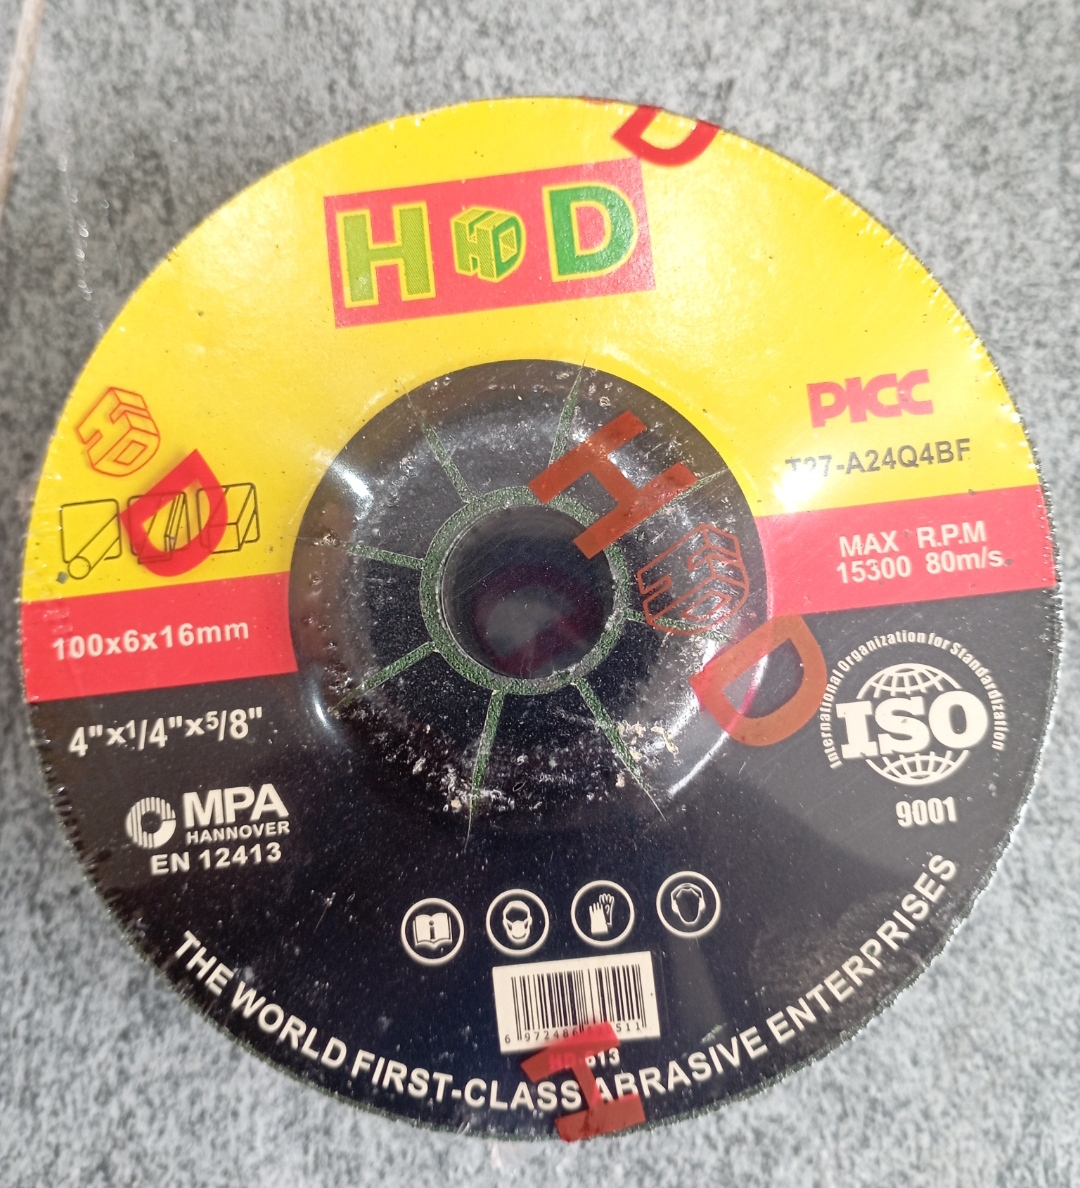 H HD D
D
PICC
T27-A24Q4BF
HD
D
MAX R.P.M
15300 80m/s
100x6x16mm
4"x1/4"x5/8"
H HD D
International Organization for Standardization
ISO
9001
MPA
HANNOVER
EN 12413
THE WORLD FIRST-CLASS ABRASIVE ENTERPRISES
H